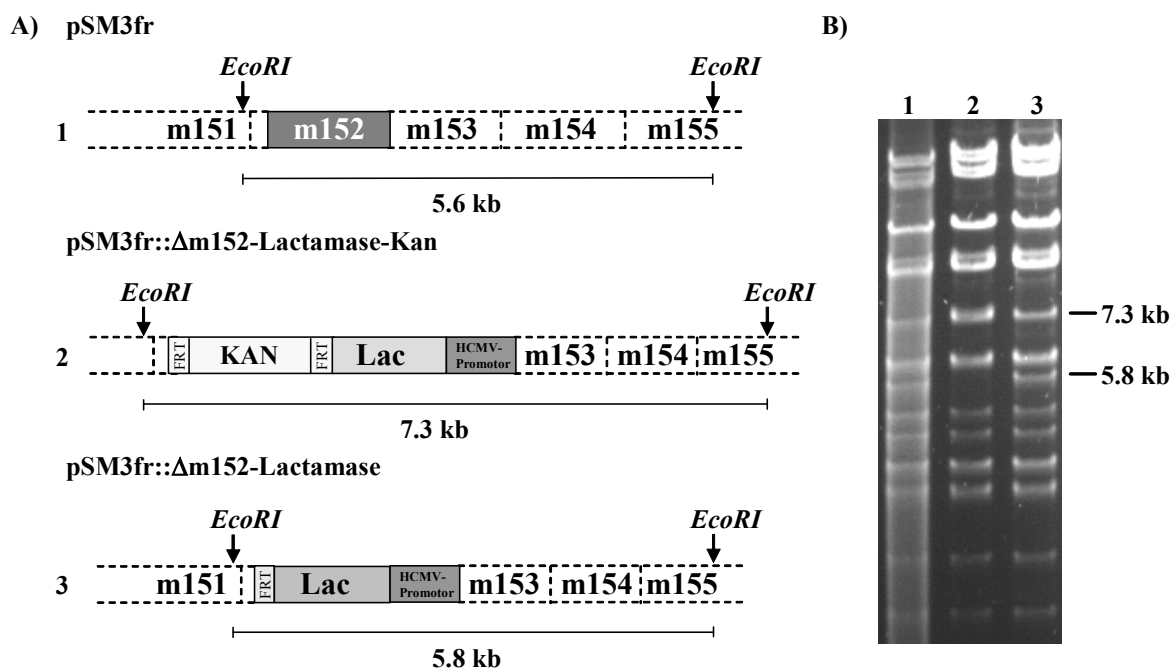 A) pSM3fr
EcoRI EcoRI
1 m151 m152 m153 m154 m155
5.6 kb
pSM3fr::Δm152-Lactamase-Kan
EcoRI EcoRI
2 FRT KAN FRT Lac HCMV-Promotor m153 m154 m155
7.3 kb
pSM3fr::Δm152-Lactamase
EcoRI EcoRI
3 m151 FRT Lac HCMV-Promotor m153 m154 m155
5.8 kb
B)
1 2 3
7.3 kb
5.8 kb